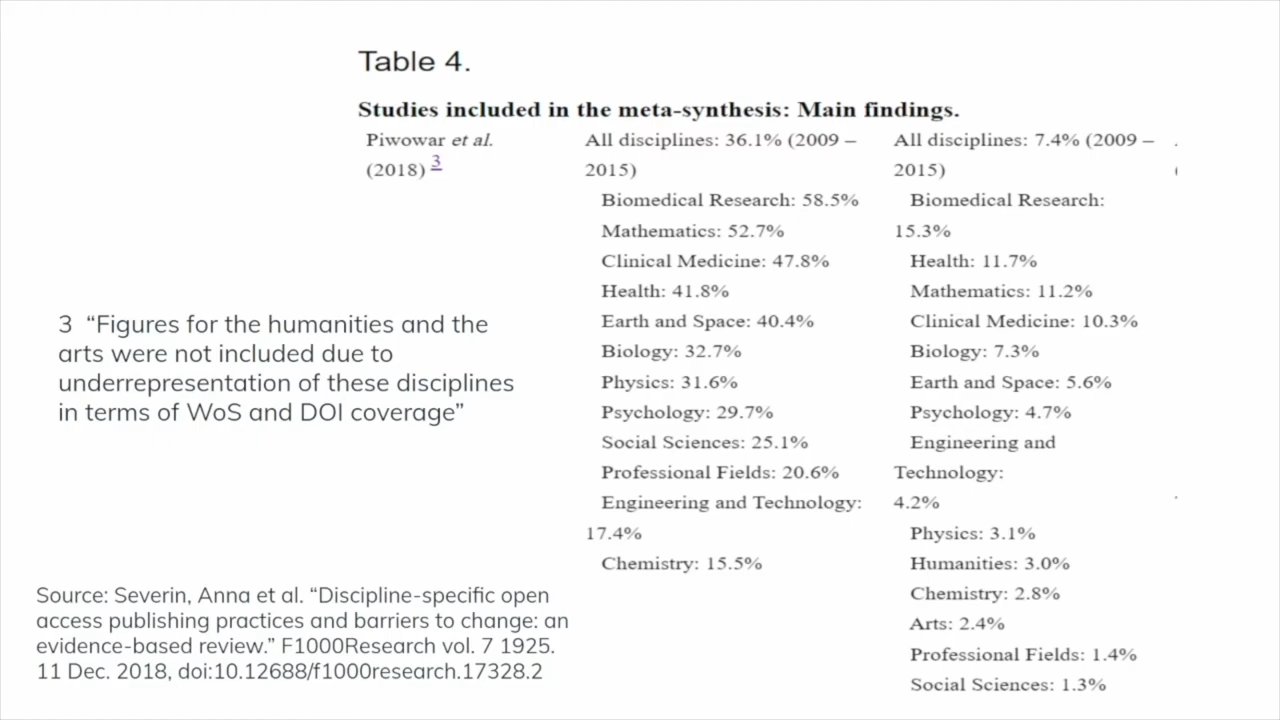 Table 4.
Studies included in the meta-synthesis: Main findings.
Piwowar et al.
(2018) 3
All disciplines: 36.1% (2009 –
2015)
Biomedical Research: 58.5%
Mathematics: 52.7%
Clinical Medicine: 47.8%
Health: 41.8%
Earth and Space: 40.4%
Biology: 32.7%
Physics: 31.6%
Psychology: 29.7%
Social Sciences: 25.1%
Professional Fields: 20.6%
Engineering and Technology:
17.4%
Chemistry: 15.5%
All disciplines: 7.4% (2009 –
2015)
Biomedical Research:
15.3%
Health: 11.7%
Mathematics: 11.2%
Clinical Medicine: 10.3%
Biology: 7.3%
Earth and Space: 5.6%
Psychology: 4.7%
Engineering and
Technology:
4.2%
Physics: 3.1%
Humanities: 3.0%
Chemistry: 2.8%
Arts: 2.4%
Professional Fields: 1.4%
Social Sciences: 1.3%
3 “Figures for the humanities and the
arts were not included due to
underrepresentation of these disciplines
in terms of WoS and DOI coverage”
Source: Severin, Anna et al. “Discipline-specific open
access publishing practices and barriers to change: an
evidence-based review.” F1000Research vol. 7 1925.
11 Dec. 2018, doi:10.12688/f1000research.17328.2